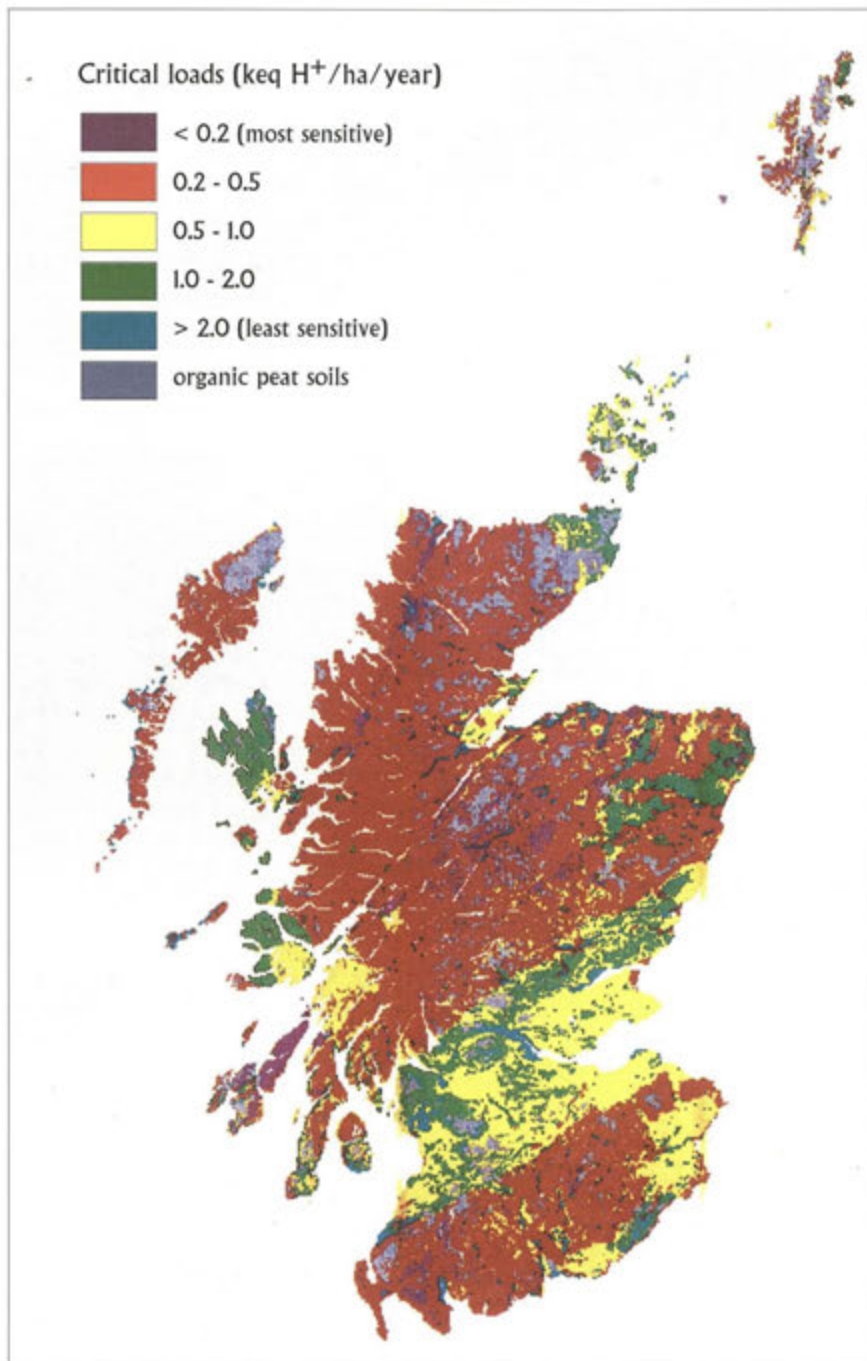 Critical loads (keq H⁺/ha/year)
< 0.2 (most sensitive)
0.2 - 0.5
0.5 - 1.0
1.0 - 2.0
> 2.0 (least sensitive)
organic peat soils